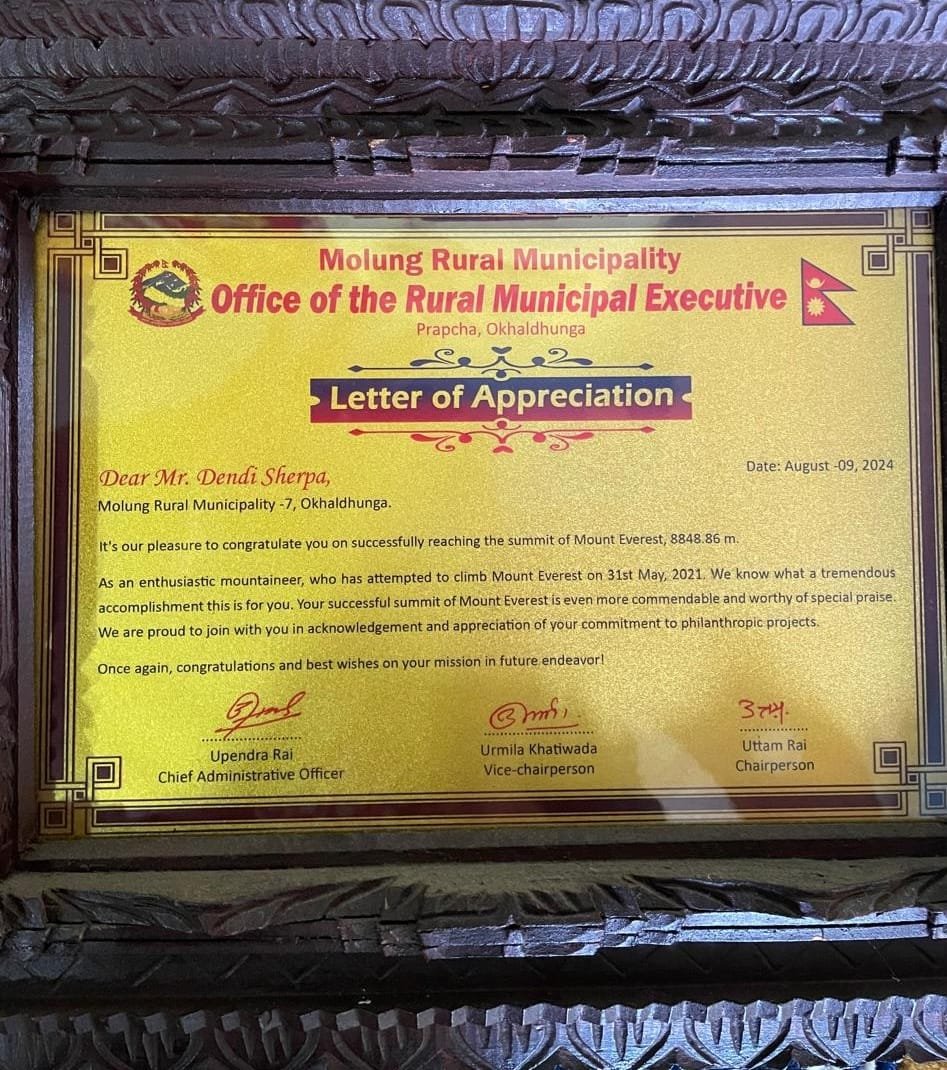 Molung Rural Municipality
Office of the Rural Municipal Executive
Prapcha, Okhaldhunga
Letter of Appreciation
Date: August -09, 2024
Dear Mr. Dendi Sherpa,
Molung Rural Municipality -7, Okhaldhunga.
It's our pleasure to congratulate you on successfully reaching the summit of Mount Everest, 8848.86 m.
As an enthusiastic mountaineer, who has attempted to climb Mount Everest on 31st May, 2021. We know what a tremendous
accomplishment this is for you. Your successful summit of Mount Everest is even more commendable and worthy of special praise.
We are proud to join with you in acknowledgement and appreciation of your commitment to philanthropic projects.
Once again, congratulations and best wishes on your mission in future endeavor!
Upendra Rai
Chief Administrative Officer
Urmila Khatiwada
Vice-chairperson
Uttam Rai
Chairperson